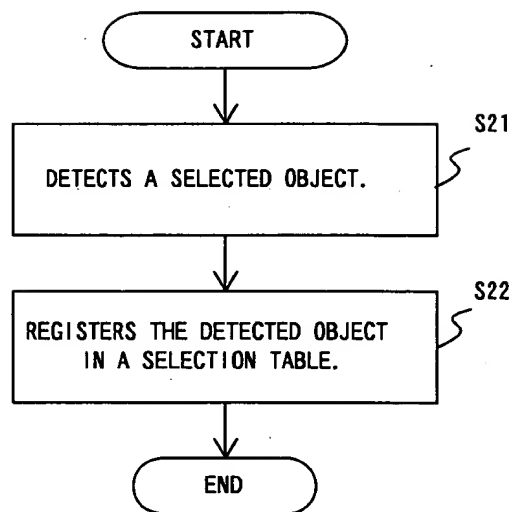 START
S21
DETECTS A SELECTED OBJECT.
S22
REGISTERS THE DETECTED OBJECT
IN A SELECTION TABLE.
END